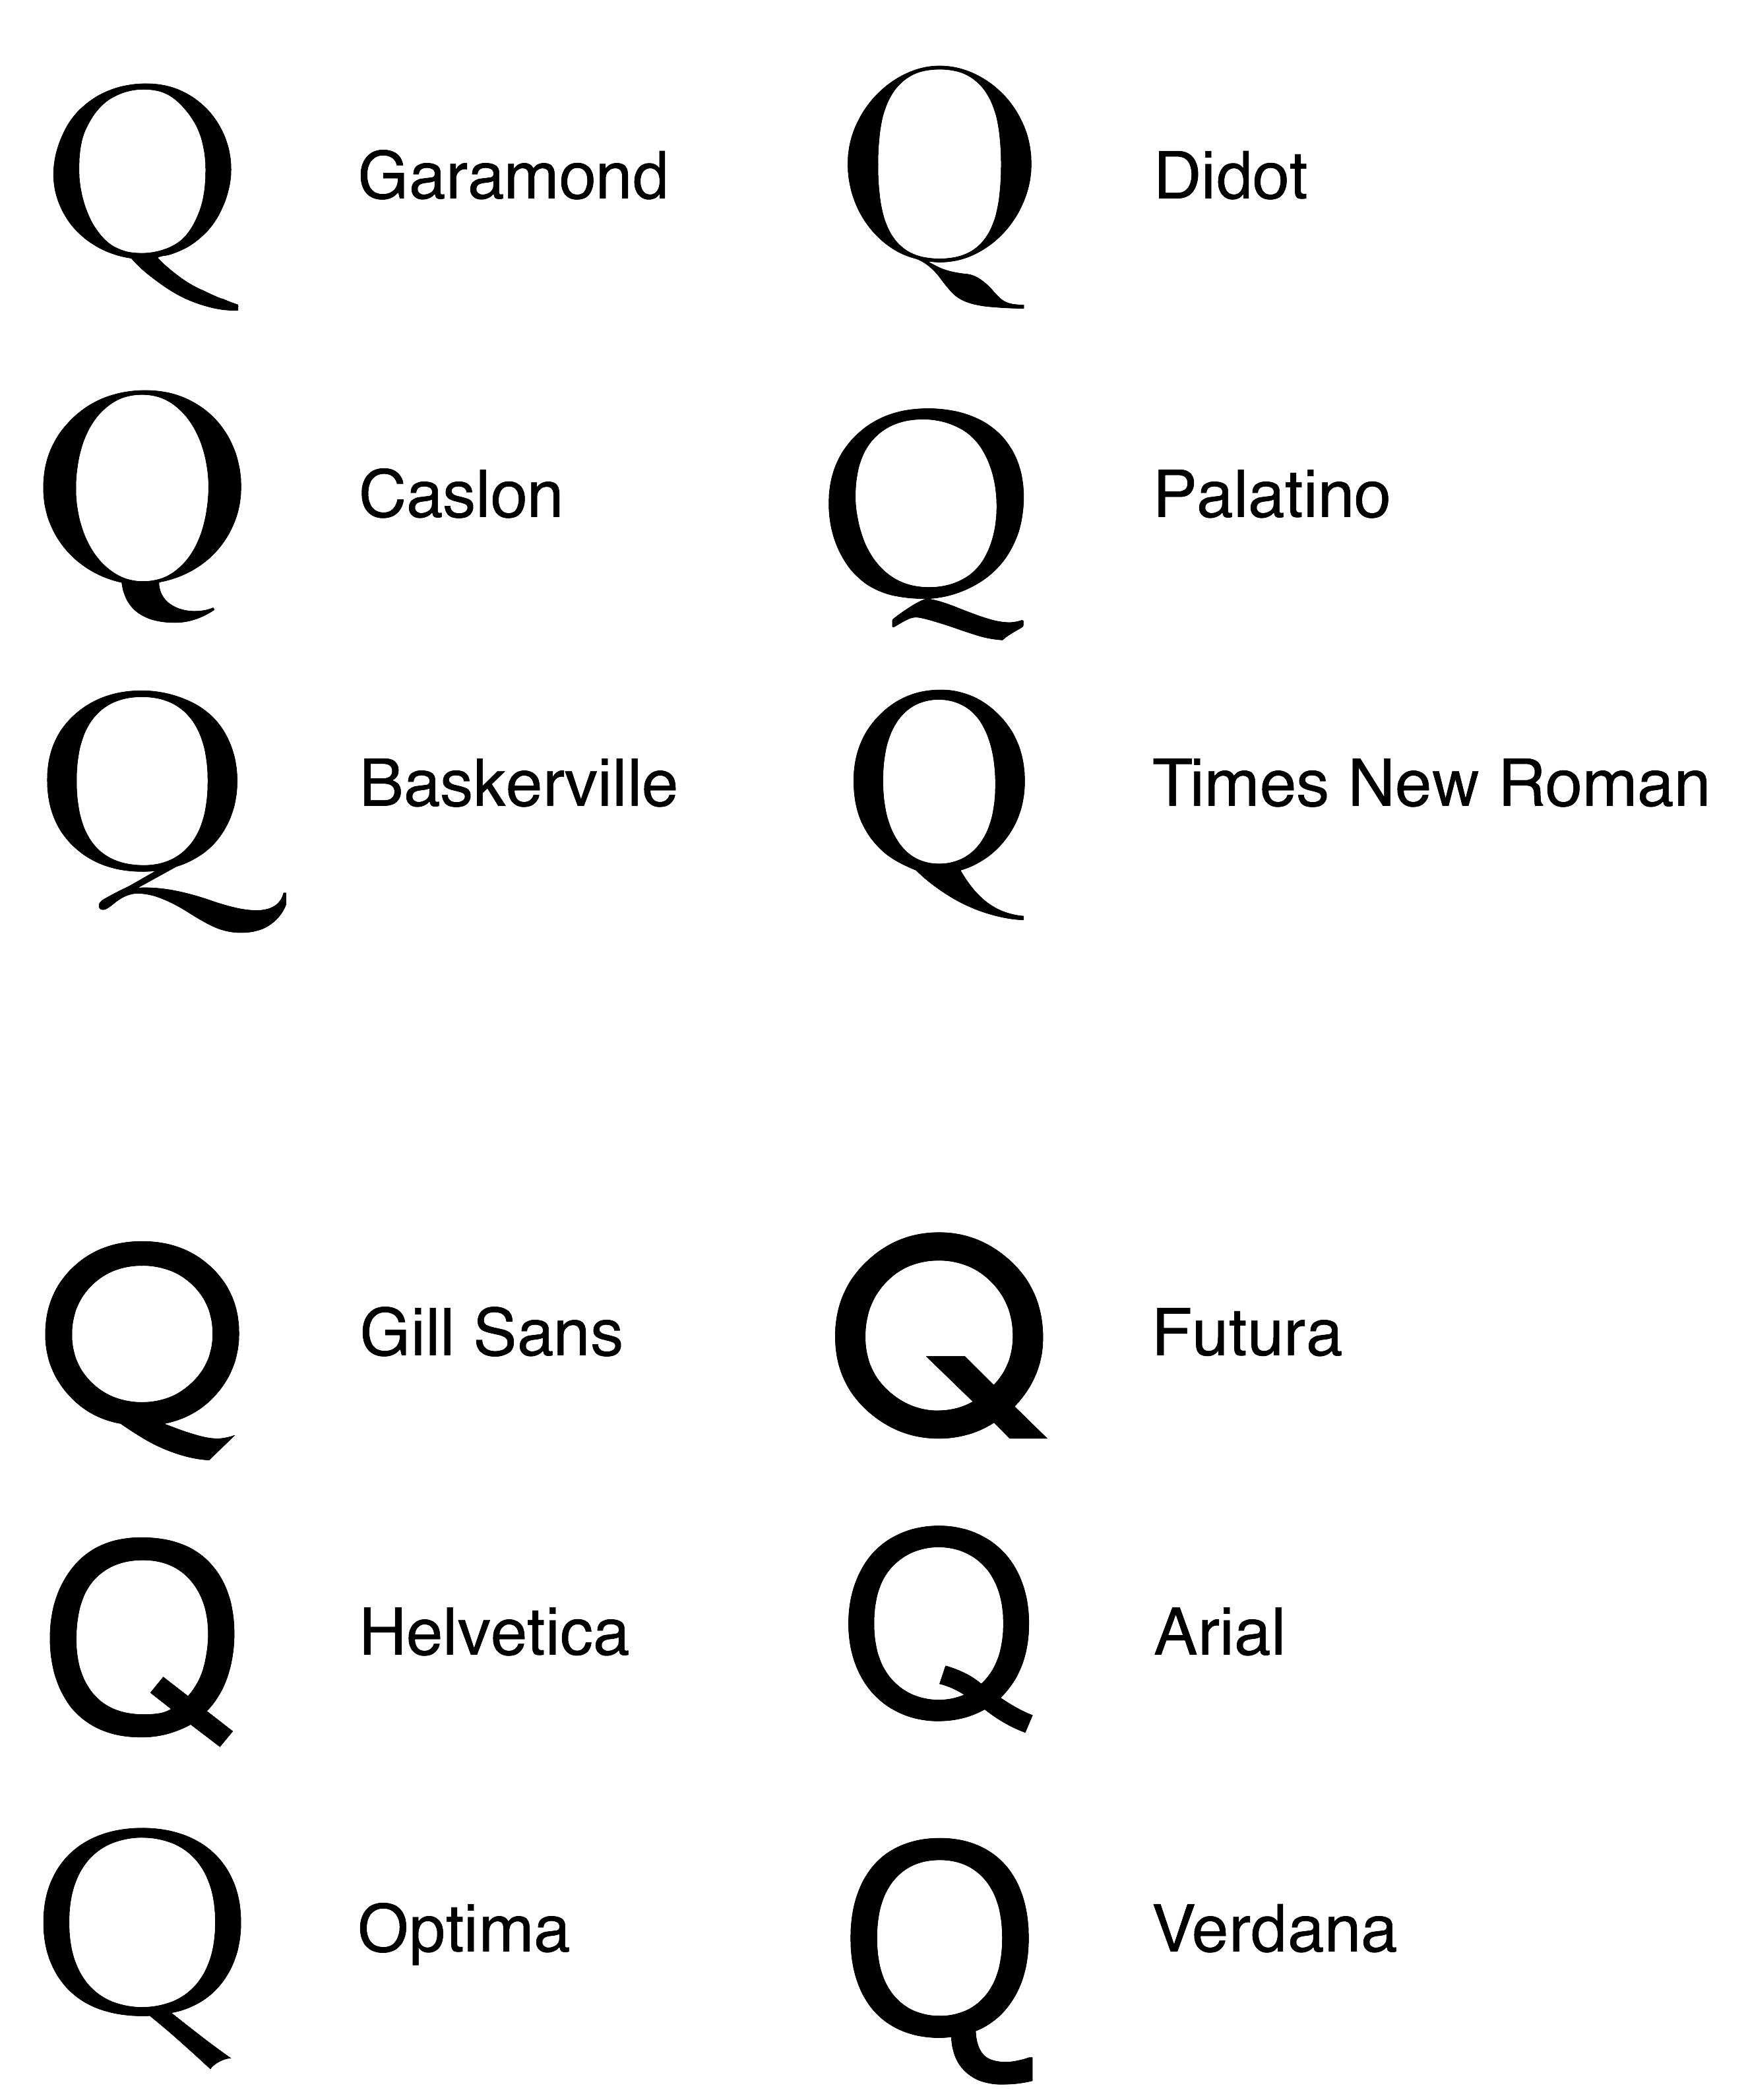 Q Garamond Q Didot
Q Caslon Q Palatino
Q Baskerville Q Times New Roman
Q Gill Sans Q Futura
Q Helvetica Q Arial
Q Optima Q Verdana